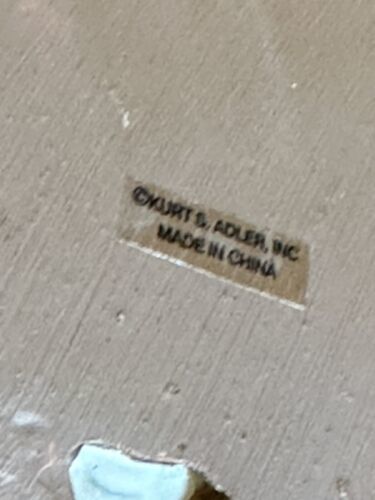 ©KURT S. ADLER, INC
MADE IN CHINA